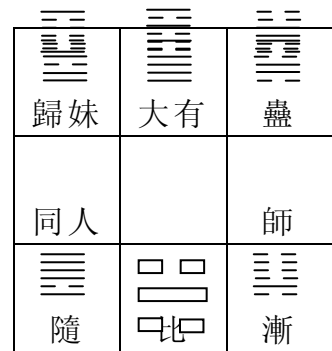 歸妹 大有 蠱
同人 師
隨 比 漸